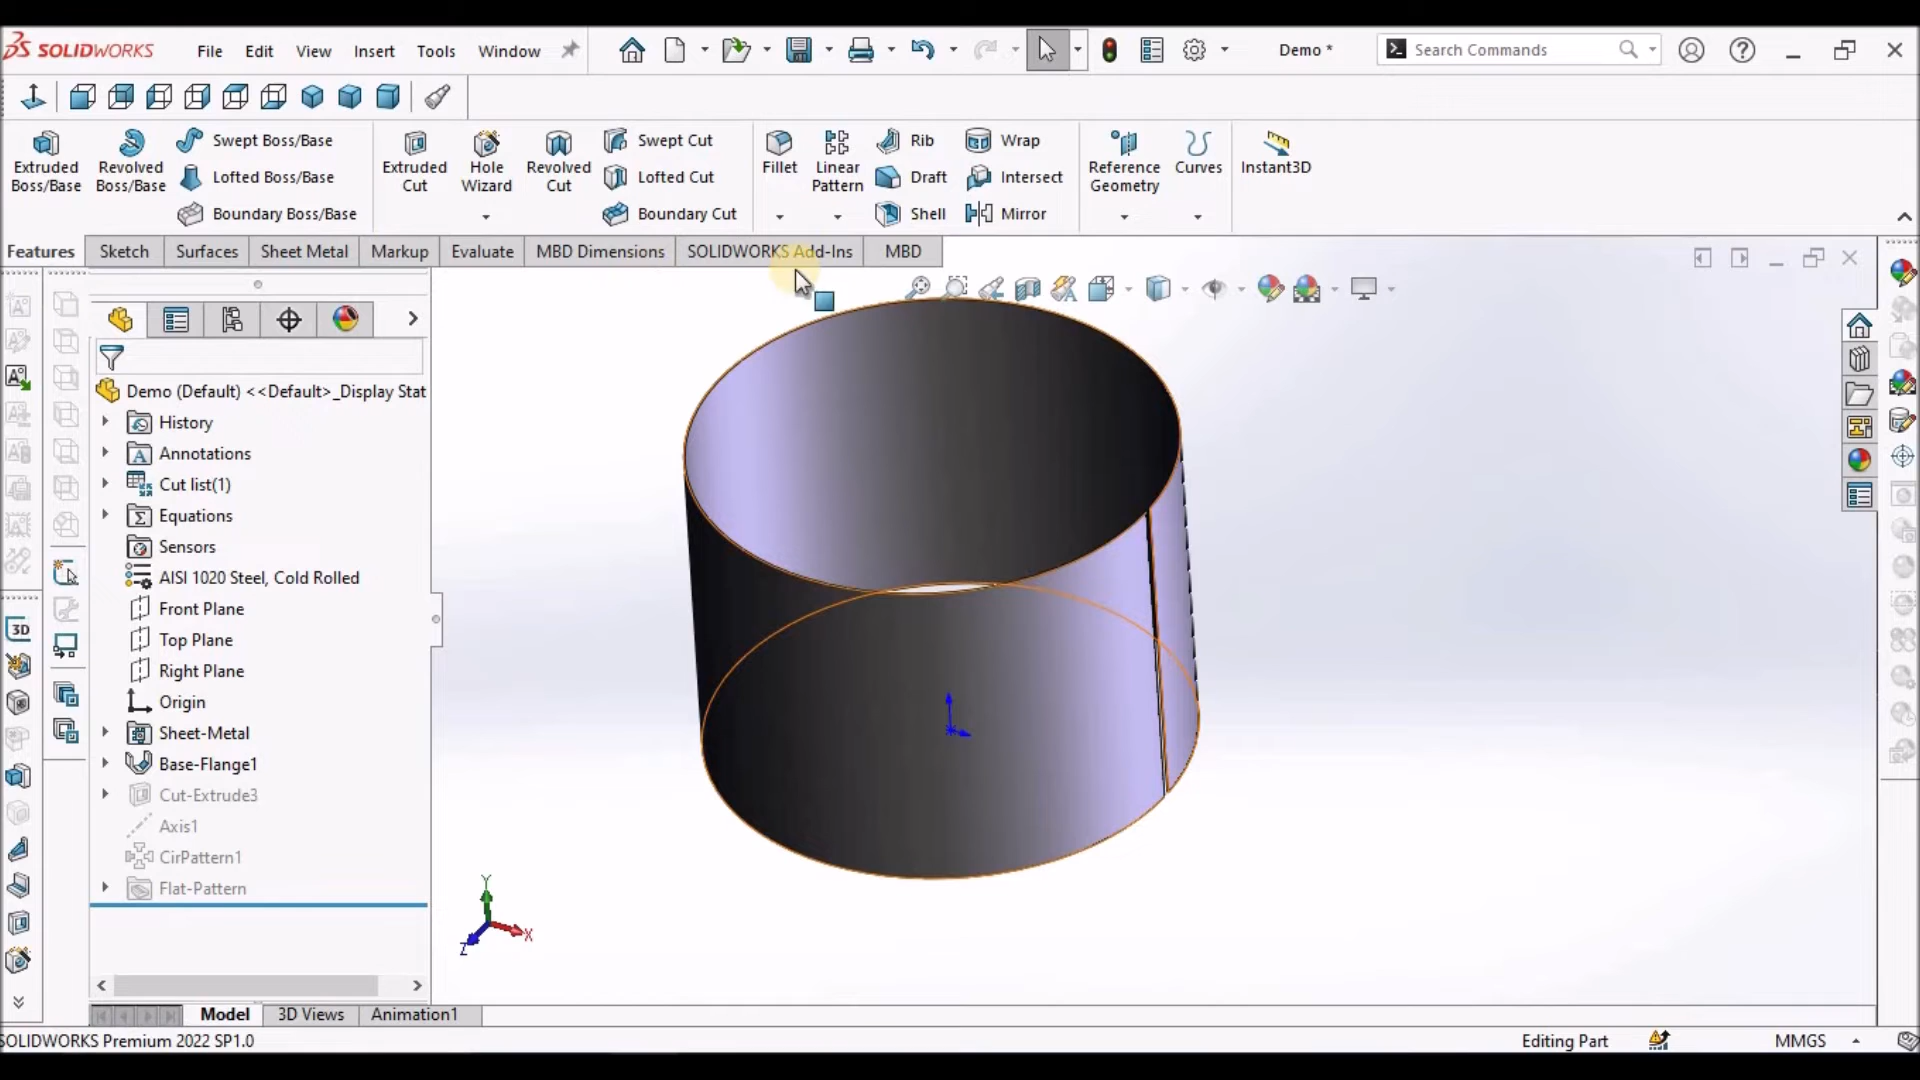 SOLIDWORKS File Edit View Insert Tools Window Demo * Search Commands
Extruded Boss/Base
Revolved Boss/Base
Swept Boss/Base
Lofted Boss/Base
Boundary Boss/Base
Extruded Cut
Hole Wizard
Revolved Cut
Swept Cut
Lofted Cut
Boundary Cut
Fillet
Linear Pattern
Rib
Draft
Shell
Wrap
Intersect
Mirror
Reference Geometry
Curves
Instant3D
Features Sketch Surfaces Sheet Metal Markup Evaluate MBD Dimensions SOLIDWORKS Add-Ins MBD
Demo (Default) <<Default>_Display Stat
History
Annotations
Cut list(1)
Equations
Sensors
AISI 1020 Steel, Cold Rolled
Front Plane
Top Plane
Right Plane
Origin
Sheet-Metal
Base-Flange1
Cut-Extrude3
Axis1
CirPattern1
Flat-Pattern
3D
Y
X
Z
Model 3D Views Animation1
SOLIDWORKS Premium 2022 SP1.0 Editing Part MMGS